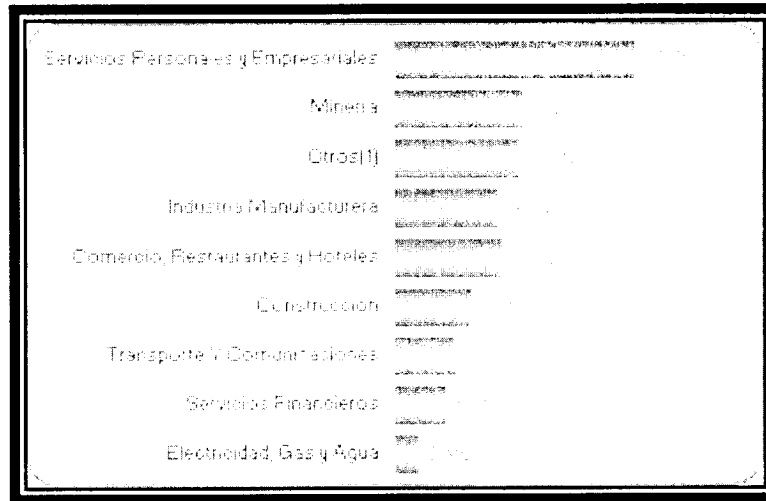 Servicios Personales y Empresariales
Minería
Otros(1)
Industria Manufacturera
Comercio, Restaurantes y Hoteles
Construcción
Transporte Y Comunicaciones
Servicios Financieros
Electricidad, Gas y Agua